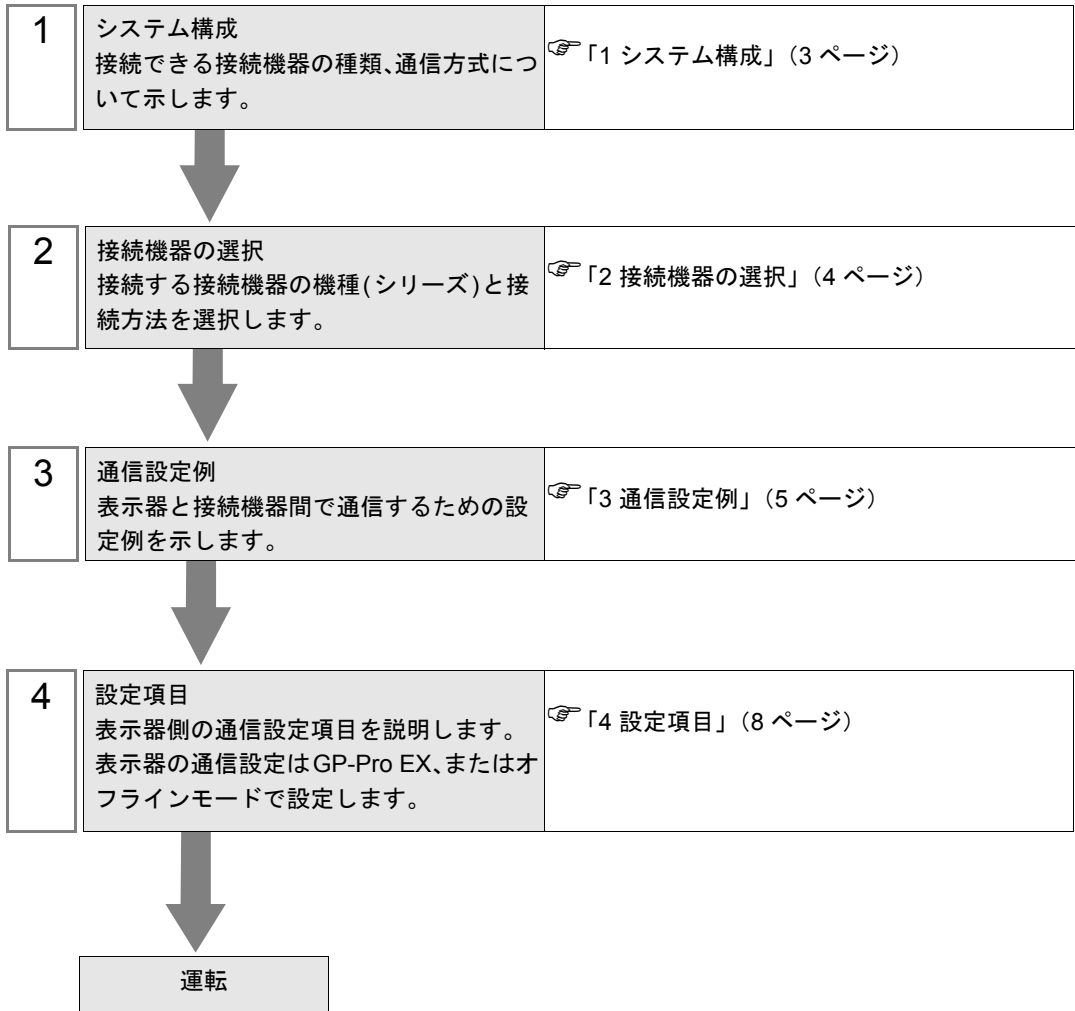 1
システム構成
接続できる接続機器の種類、通信方式につ
いて示します。
☞「1 システム構成」(3 ページ)
2
接続機器の選択
接続する接続機器の機種(シリーズ)と接
続方法を選択します。
☞「2 接続機器の選択」(4 ページ)
3
通信設定例
表示器と接続機器間で通信するための設
定例を示します。
☞「3 通信設定例」(5 ページ)
4
設定項目
表示器側の通信設定項目を説明します。
表示器の通信設定はGP-Pro EX、またはオ
フラインモードで設定します。
☞「4 設定項目」(8 ページ)
運転